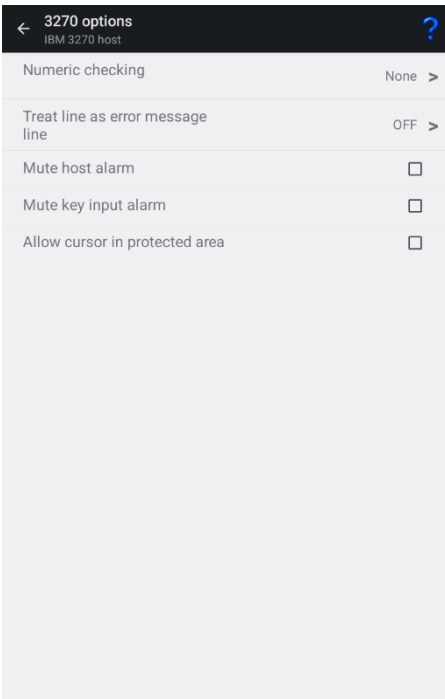 3270 options
IBM 3270 host
?
Numeric checking
None >
Treat line as error message
line
OFF >
Mute host alarm
Mute key input alarm
Allow cursor in protected area